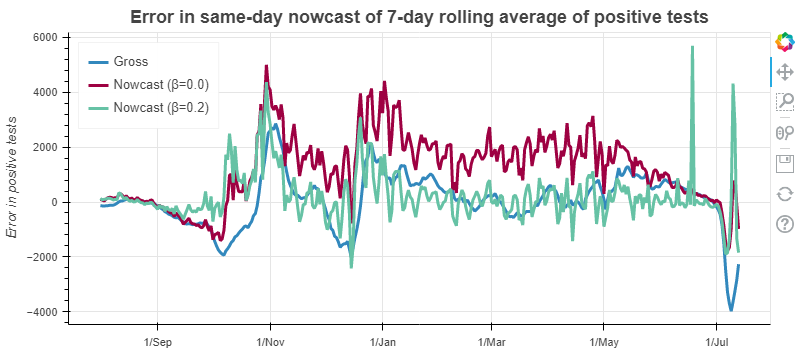 Error in same-day nowcast of 7-day rolling average of positive tests
Gross
Nowcast (β=0.0)
Nowcast (β=0.2)
Error in positive tests
6000
4000
2000
0
−2000
−4000
1/Sep
1/Nov
1/Jan
1/Mar
1/May
1/Jul